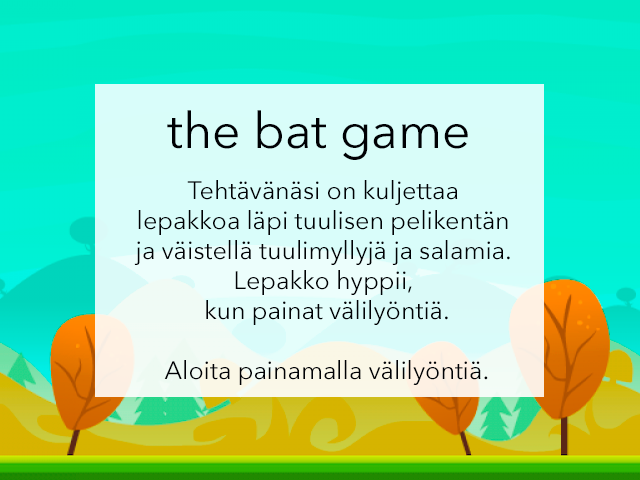 the bat game
Tehtävänäsi on kuljettaa
lepakkoa läpi tuulisen pelikentän
ja väistellä tuulimyllyjä ja salamia.
Lepakko hyppii,
kun painat välilyöntiä.
Aloita painamalla välilyöntiä.